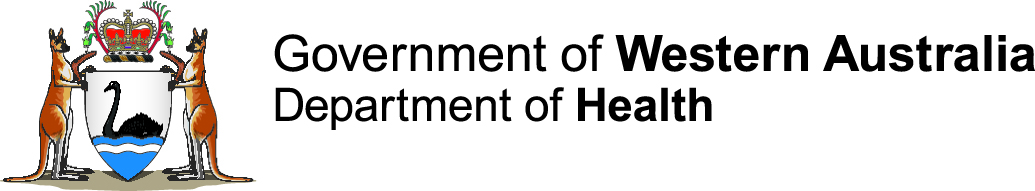 Government of Western Australia
Department of Health